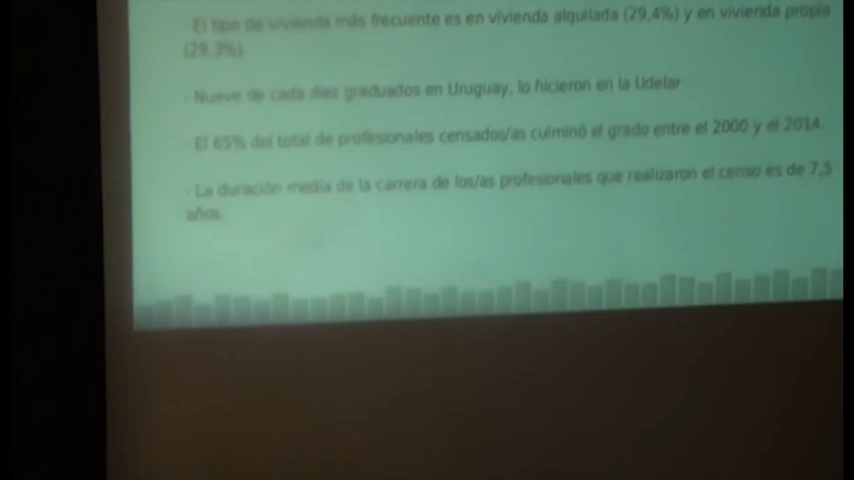 · El tipo de vivienda más frecuente es en vivienda alquilada (29,4%) y en vivienda propia
(29.3%)
· Nueve de cada diez graduados en Uruguay, lo hicieron en la Udelar
· El 65% del total de profesionales censados/as culminó el grado entre el 2000 y el 2014.
· La duración media de la carrera de los/as profesionales que realizaron el censo es de 7,5
años.